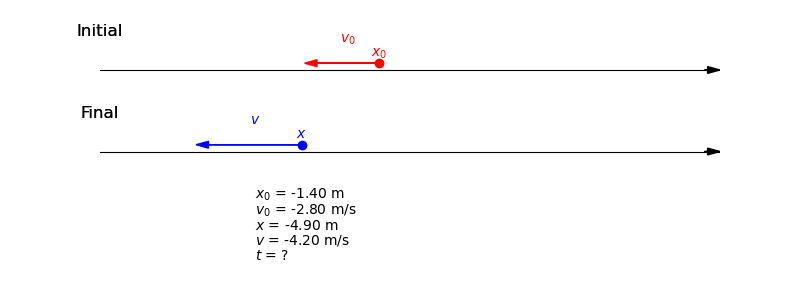 Initial
v₀
x₀
Final
v
x
x₀ = -1.40 m
v₀ = -2.80 m/s
x = -4.90 m
v = -4.20 m/s
t = ?